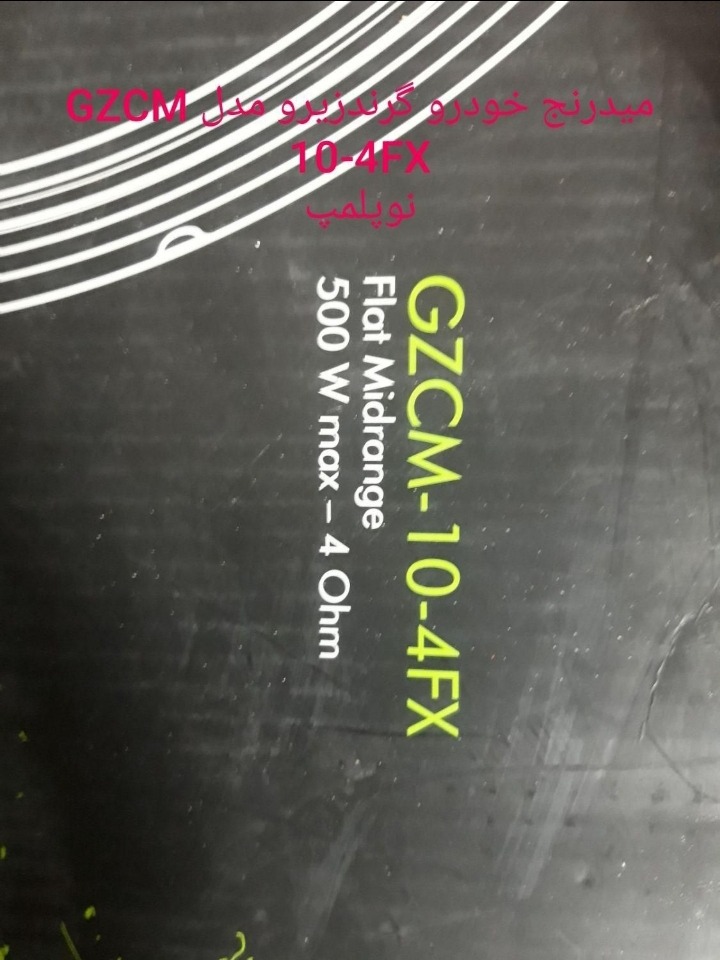 میدرنج خودرو گرندزیرو مدل GZCM
10-4FX
نوپلمپ
GZCM-10-4FX
Flat Midrange
500 W max – 4 Ohm